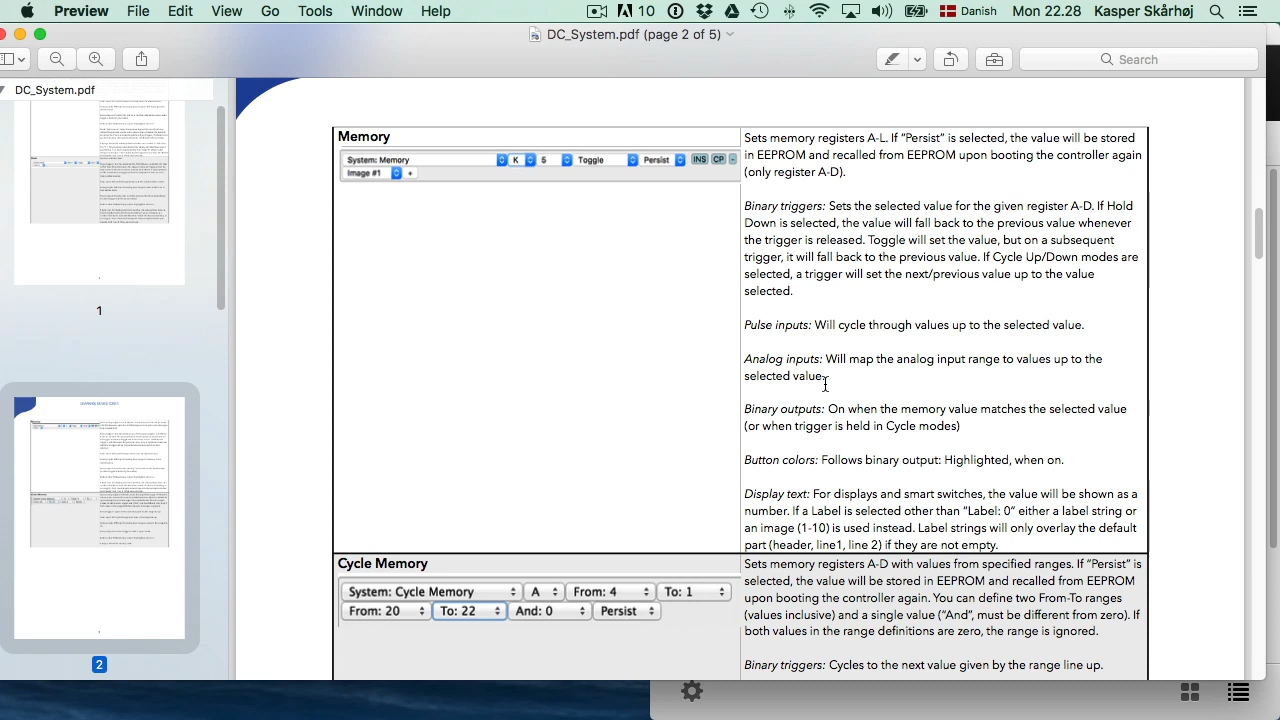 Preview File Edit View Go Tools Window Help 10 Danish Mon 22.28 Kasper Skårhøj
DC_System.pdf (page 2 of 5)
Search
DC_System.pdf
1
2
Memory
System: Memory K 5 Toggle Persist INS CP -
Image #1 +
Sets memory registers A-L. If "Persist" is selected, the value will be stored
in EEPROM and recalled from EEPROM upon booting the controller again
(only register A-D).
Binary triggers: Sets the selected value for the given register A-D. If Hold
Down is selected, the value will fall back to the previous value whenever
the trigger is released. Toggle will set the value, but on a subsequent
trigger, it will fall back to the previous value. If Cycle Up/Down modes are
selected, a trigger will set the next/previous value up to the value
selected.
Pulse inputs: Will cycle through values up to the selected value.
Analog inputs: Will map the analog input range to values up to the
selected value.
Binary outputs: On when the memory value matches the selected value
(or when trigger is held in Cycle modes)
Button colors: Follows binary output: Highlighted, when on.
Display
and smart switches: Value will be shown as a
number. If a Label is selected other than "Label: 0" either a label string or
an image (1-
) is used instead. Label strings will only overlay the default
part (header, line 1, line 2) if they are not empty.
Cycle Memory
System: Cycle Memory A From: 4 To: 1
From: 20 To: 22 And: 0 Persist
Sets memory registers A-D with values from specified ranges. If "Persist" is
selected, the value will be stored in EEPROM and recalled from EEPROM
upon booting the controller again. You can define two From-To ranges
(values inclusive) and a single value ("And", must be different from zero). If
both values in the range definitions are zero, the range is ignored.
Binary triggers: Cycles to the next value given by the range line up.